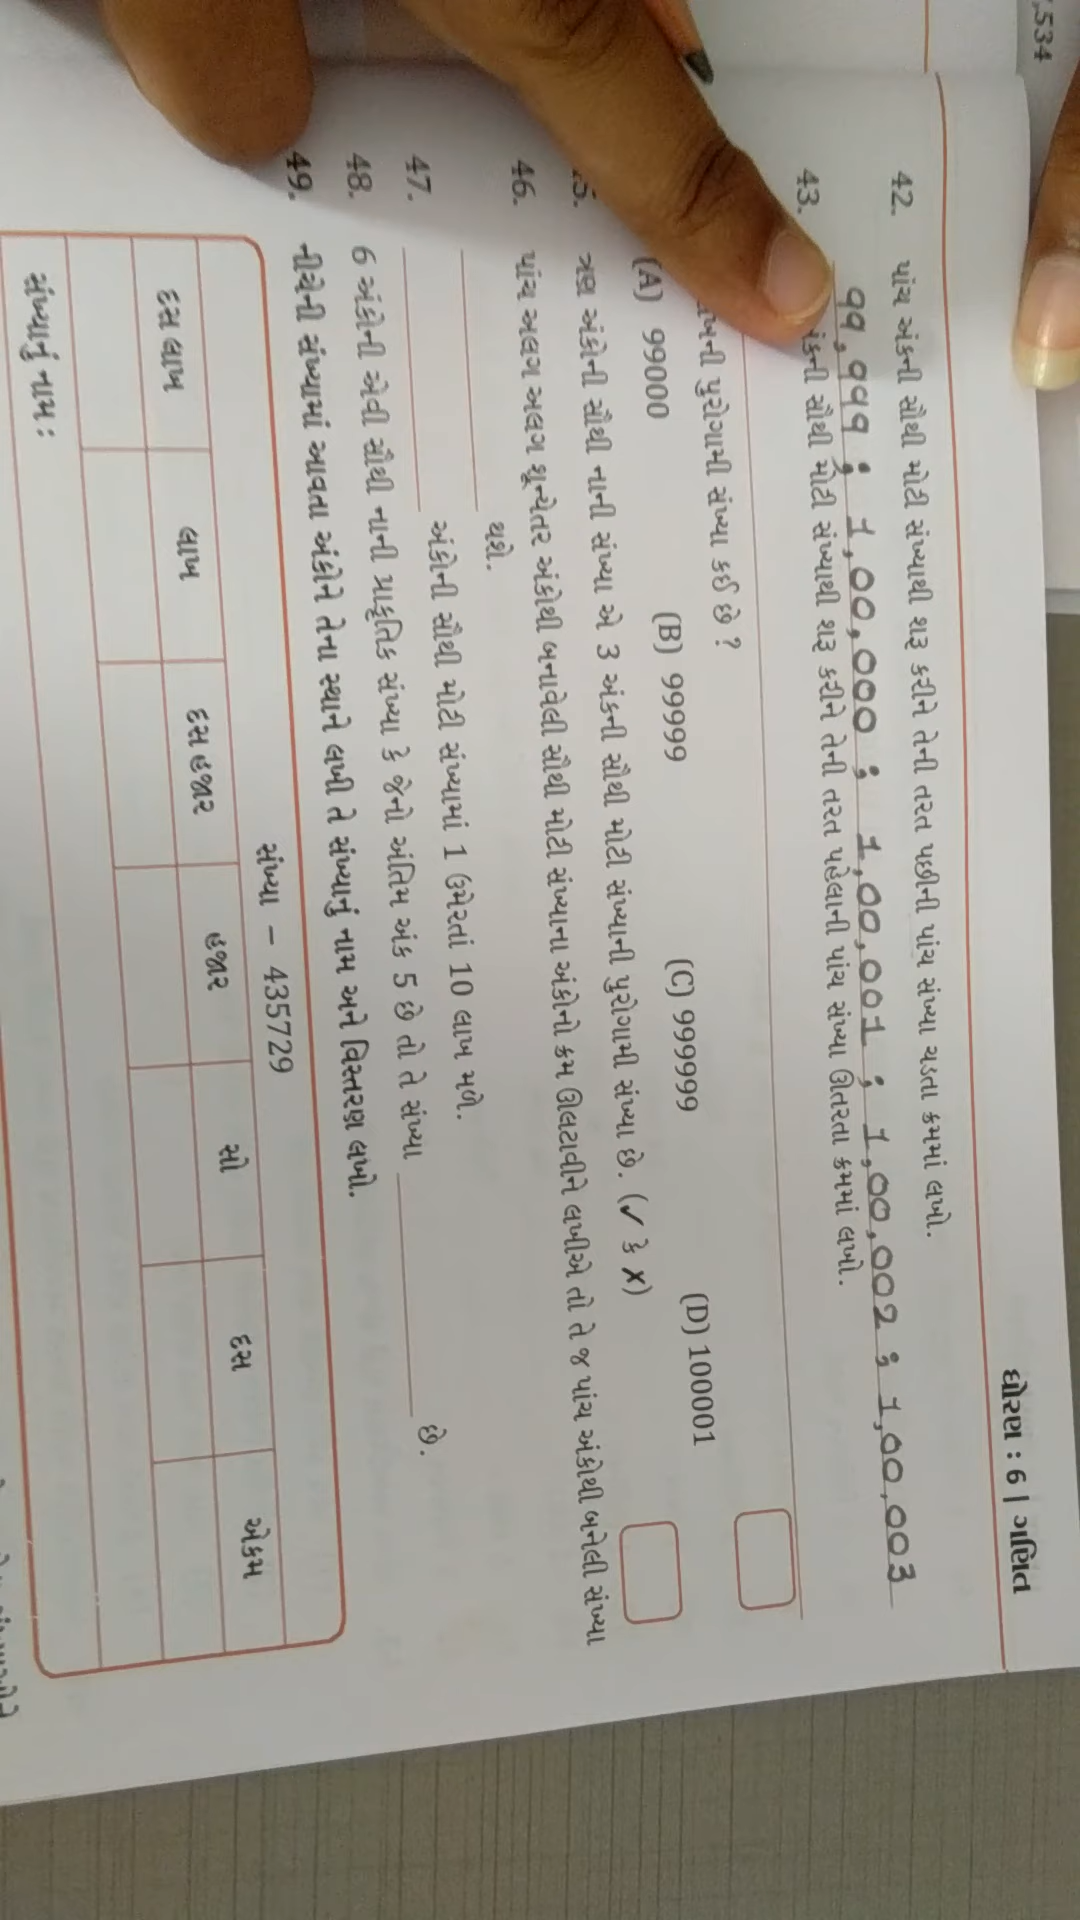 ,534
ધોરણ : 6 | ગણિત
42. પાંચ અંકની સૌથી મોટી સંખ્યાથી શરૂ કરીને તેની તરત પછીની પાંચ સંખ્યા ચડતા ક્રમમાં લખો.
૧૧,૧૧૧ ; 1,00,000 ; 1,00,001 ; 1,00,002 ; 1,00,003
43. અંકની સૌથી મોટી સંખ્યાથી શરૂ કરીને તેની તરત પહેલાની પાંચ સંખ્યા ઊતરતા ક્રમમાં લખો.
પુરોગામી સંખ્યા કઈ છે ?
(A) 99000 (B) 99999 (C) 999999 (D) 100001
ત્રણ અંકોની સૌથી નાની સંખ્યા એ 3 અંકની સૌથી મોટી સંખ્યાની પુરોગામી સંખ્યા છે. (✓ કે ✗)
46. પાંચ અલગ અલગ શૂન્યેતર અંકોથી બનાવેલી સૌથી મોટી સંખ્યાના અંકોનો ક્રમ ઊલટાવીને લખીએ તો તે જ પાંચ અંકોથી બનેલી સંખ્યા
થશે.
47. અંકોની સૌથી મોટી સંખ્યામાં 1 ઉમેરતાં 10 લાખ મળે.
48. 6 અંકોની એવી સૌથી નાની પ્રાકૃતિક સંખ્યા કે જેનો અંતિમ અંક 5 છે તો તે સંખ્યા છે.
49. નીચેની સંખ્યામાં આવતા અંકોને તેના સ્થાને લખી તે સંખ્યાનું નામ અને વિસ્તરણ લખો.
સંખ્યા – 435729
દસ લાખ લાખ દસ હજાર હજાર સો દસ એકમ
સંખ્યાનું નામ :